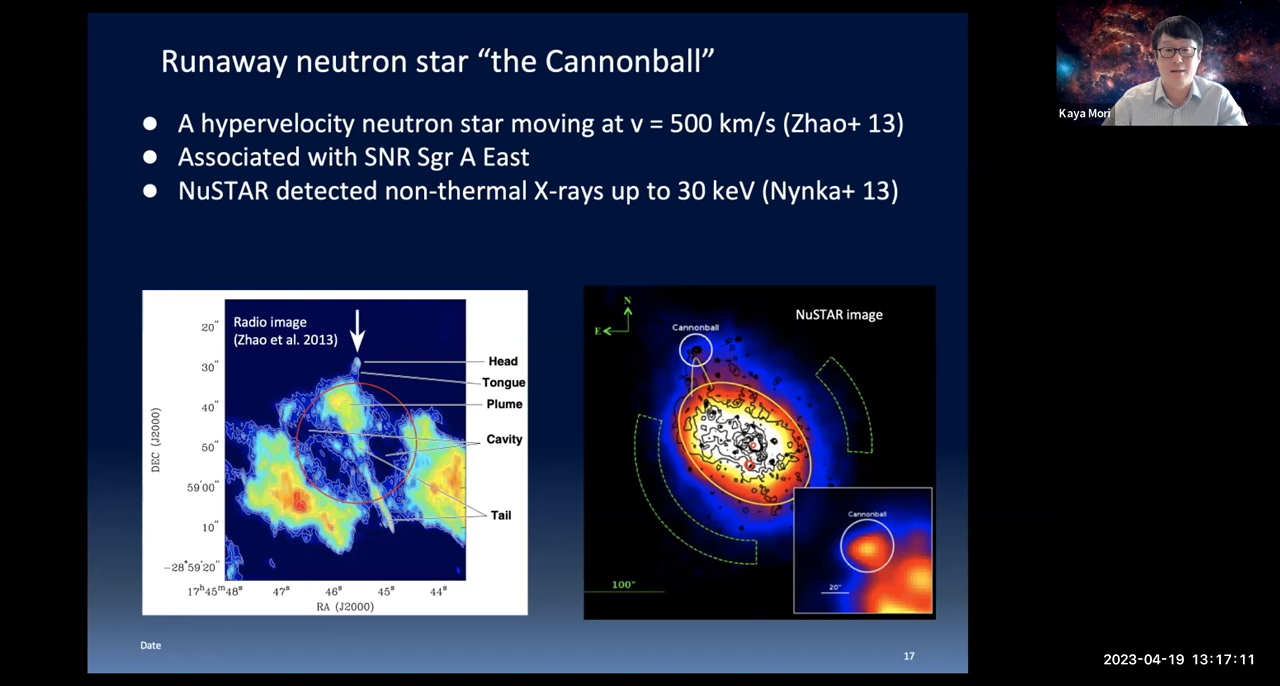 Runaway neutron star “the Cannonball”
● A hypervelocity neutron star moving at v = 500 km/s (Zhao+ 13)
● Associated with SNR Sgr A East
● NuSTAR detected non-thermal X-rays up to 30 keV (Nynka+ 13)
Radio image
(Zhao et al. 2013)
Head
Tongue
Plume
Cavity
Tail
DEC (J2000)
20"
30"
40"
50"
59'00"
10"
−28°59'20"
17h45m48s 47s 46s 45s 44s
RA (J2000)
N
E
Cannonball
NuSTAR image
100"
Cannonball
20"
Date
17
Kaya Mori
2023-04-19 13:17:11